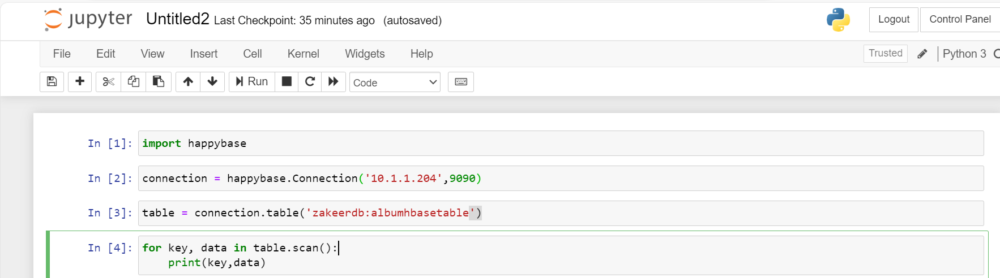 jupyter Untitled2 Last Checkpoint: 35 minutes ago (autosaved) Logout Control Panel
File Edit View Insert Cell Kernel Widgets Help Trusted Python 3
Run Code
In [1]: import happybase
In [2]: connection = happybase.Connection('10.1.1.204',9090)
In [3]: table = connection.table('zakeerdb:albumhbasetable')
In [4]: for key, data in table.scan():
print(key,data)